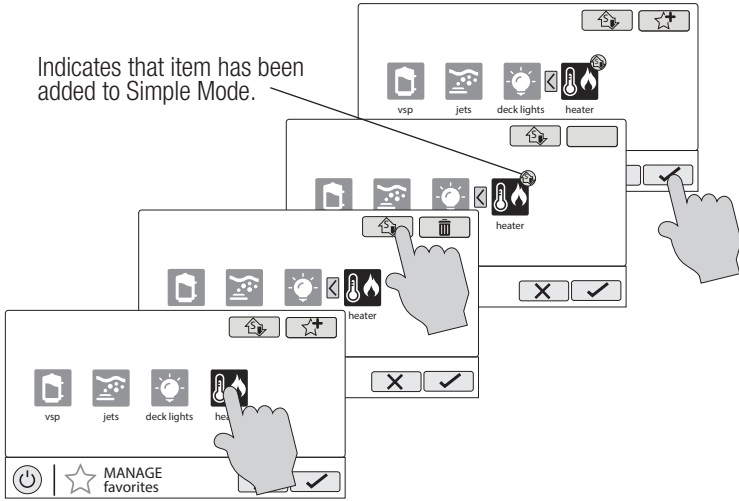 Indicates that item has been
added to Simple Mode.
S
vsp
jets
deck lights
heater
S
S
heater
S
heater
S
S
vsp
jets
deck lights
MANAGE
favorites